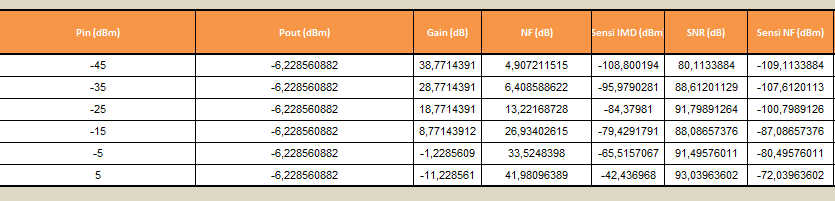 Pin (dBm) Pout (dBm) Gain (dB) NF (dB) Sensi IMD (dBm SNR (dB) Sensi NF (dBm)
-45 -6,228560882 38,7714391 4,907211515 -108,800194 80,1133884 -109,1133884
-35 -6,228560882 28,7714391 6,408588622 -95,9790281 88,61201129 -107,6120113
-25 -6,228560882 18,7714391 13,22168728 -84,37981 91,79891264 -100,7989126
-15 -6,228560882 8,77143912 26,93402615 -79,4291791 88,08657376 -87,08657376
-5 -6,228560882 -1,2285609 33,5248398 -65,5157067 91,49576011 -80,49576011
5 -6,228560882 -11,228561 41,98096389 -42,436968 93,03963602 -72,03963602